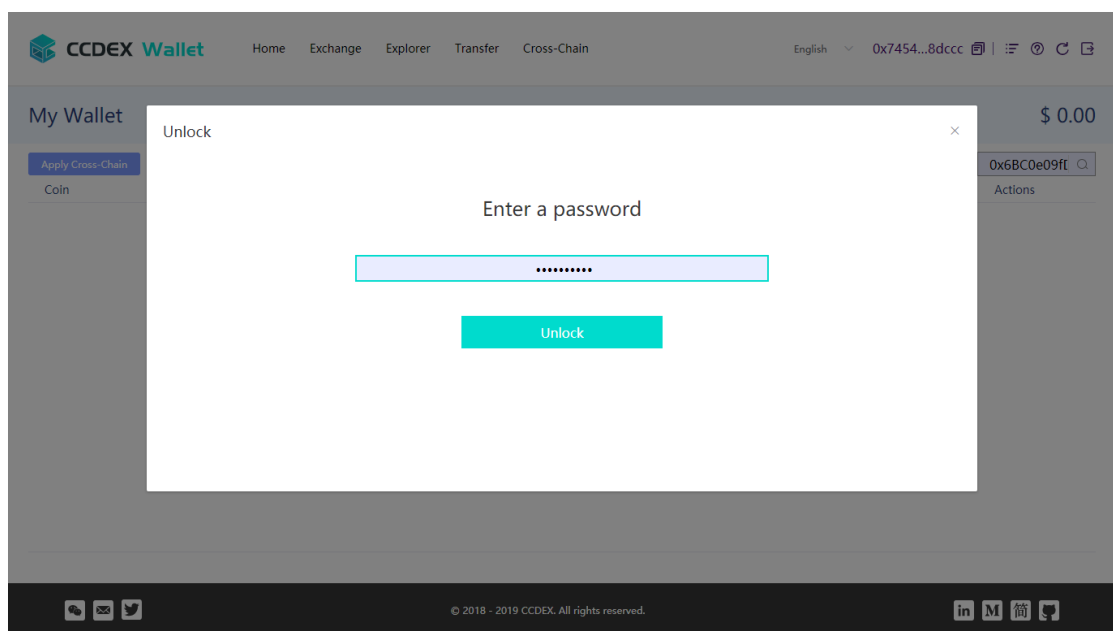 CCDEX Wallet Home Exchange Explorer Transfer Cross-Chain English 0x7454...8dccc
My Wallet $ 0.00
Unlock
Apply Cross-Chain 0x6BC0e09f
Coin Actions
Enter a password
••••••••••
Unlock
© 2018 - 2019 CCDEX. All rights reserved. in M 简